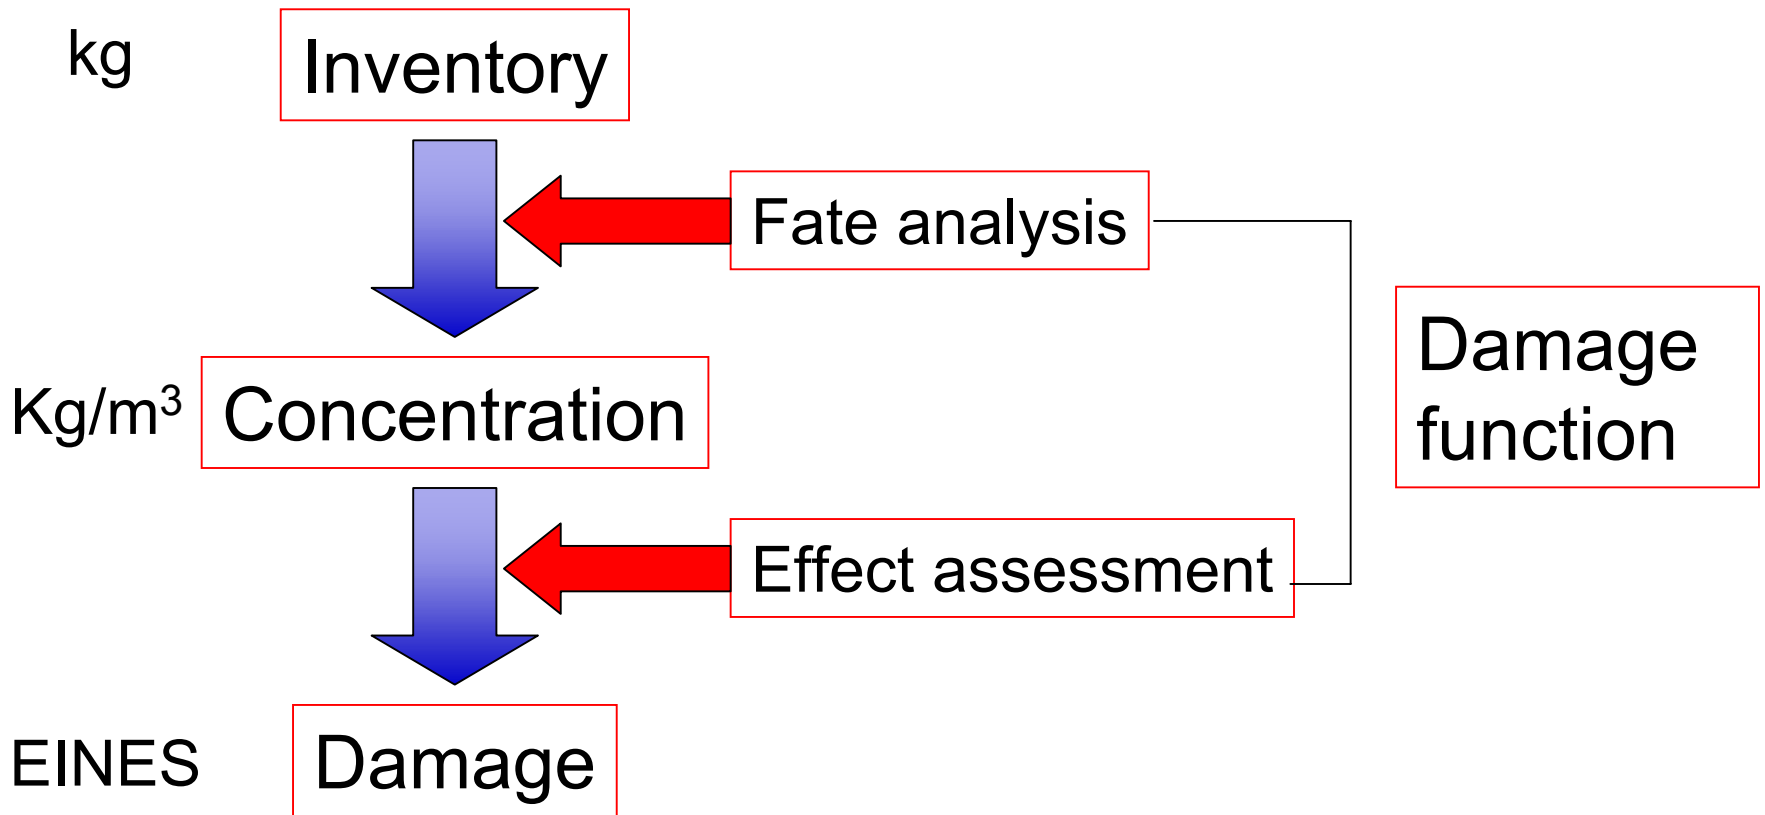 kg
Inventory
Fate analysis
Damage
function
Kg/m³
Concentration
Effect assessment
EINES
Damage